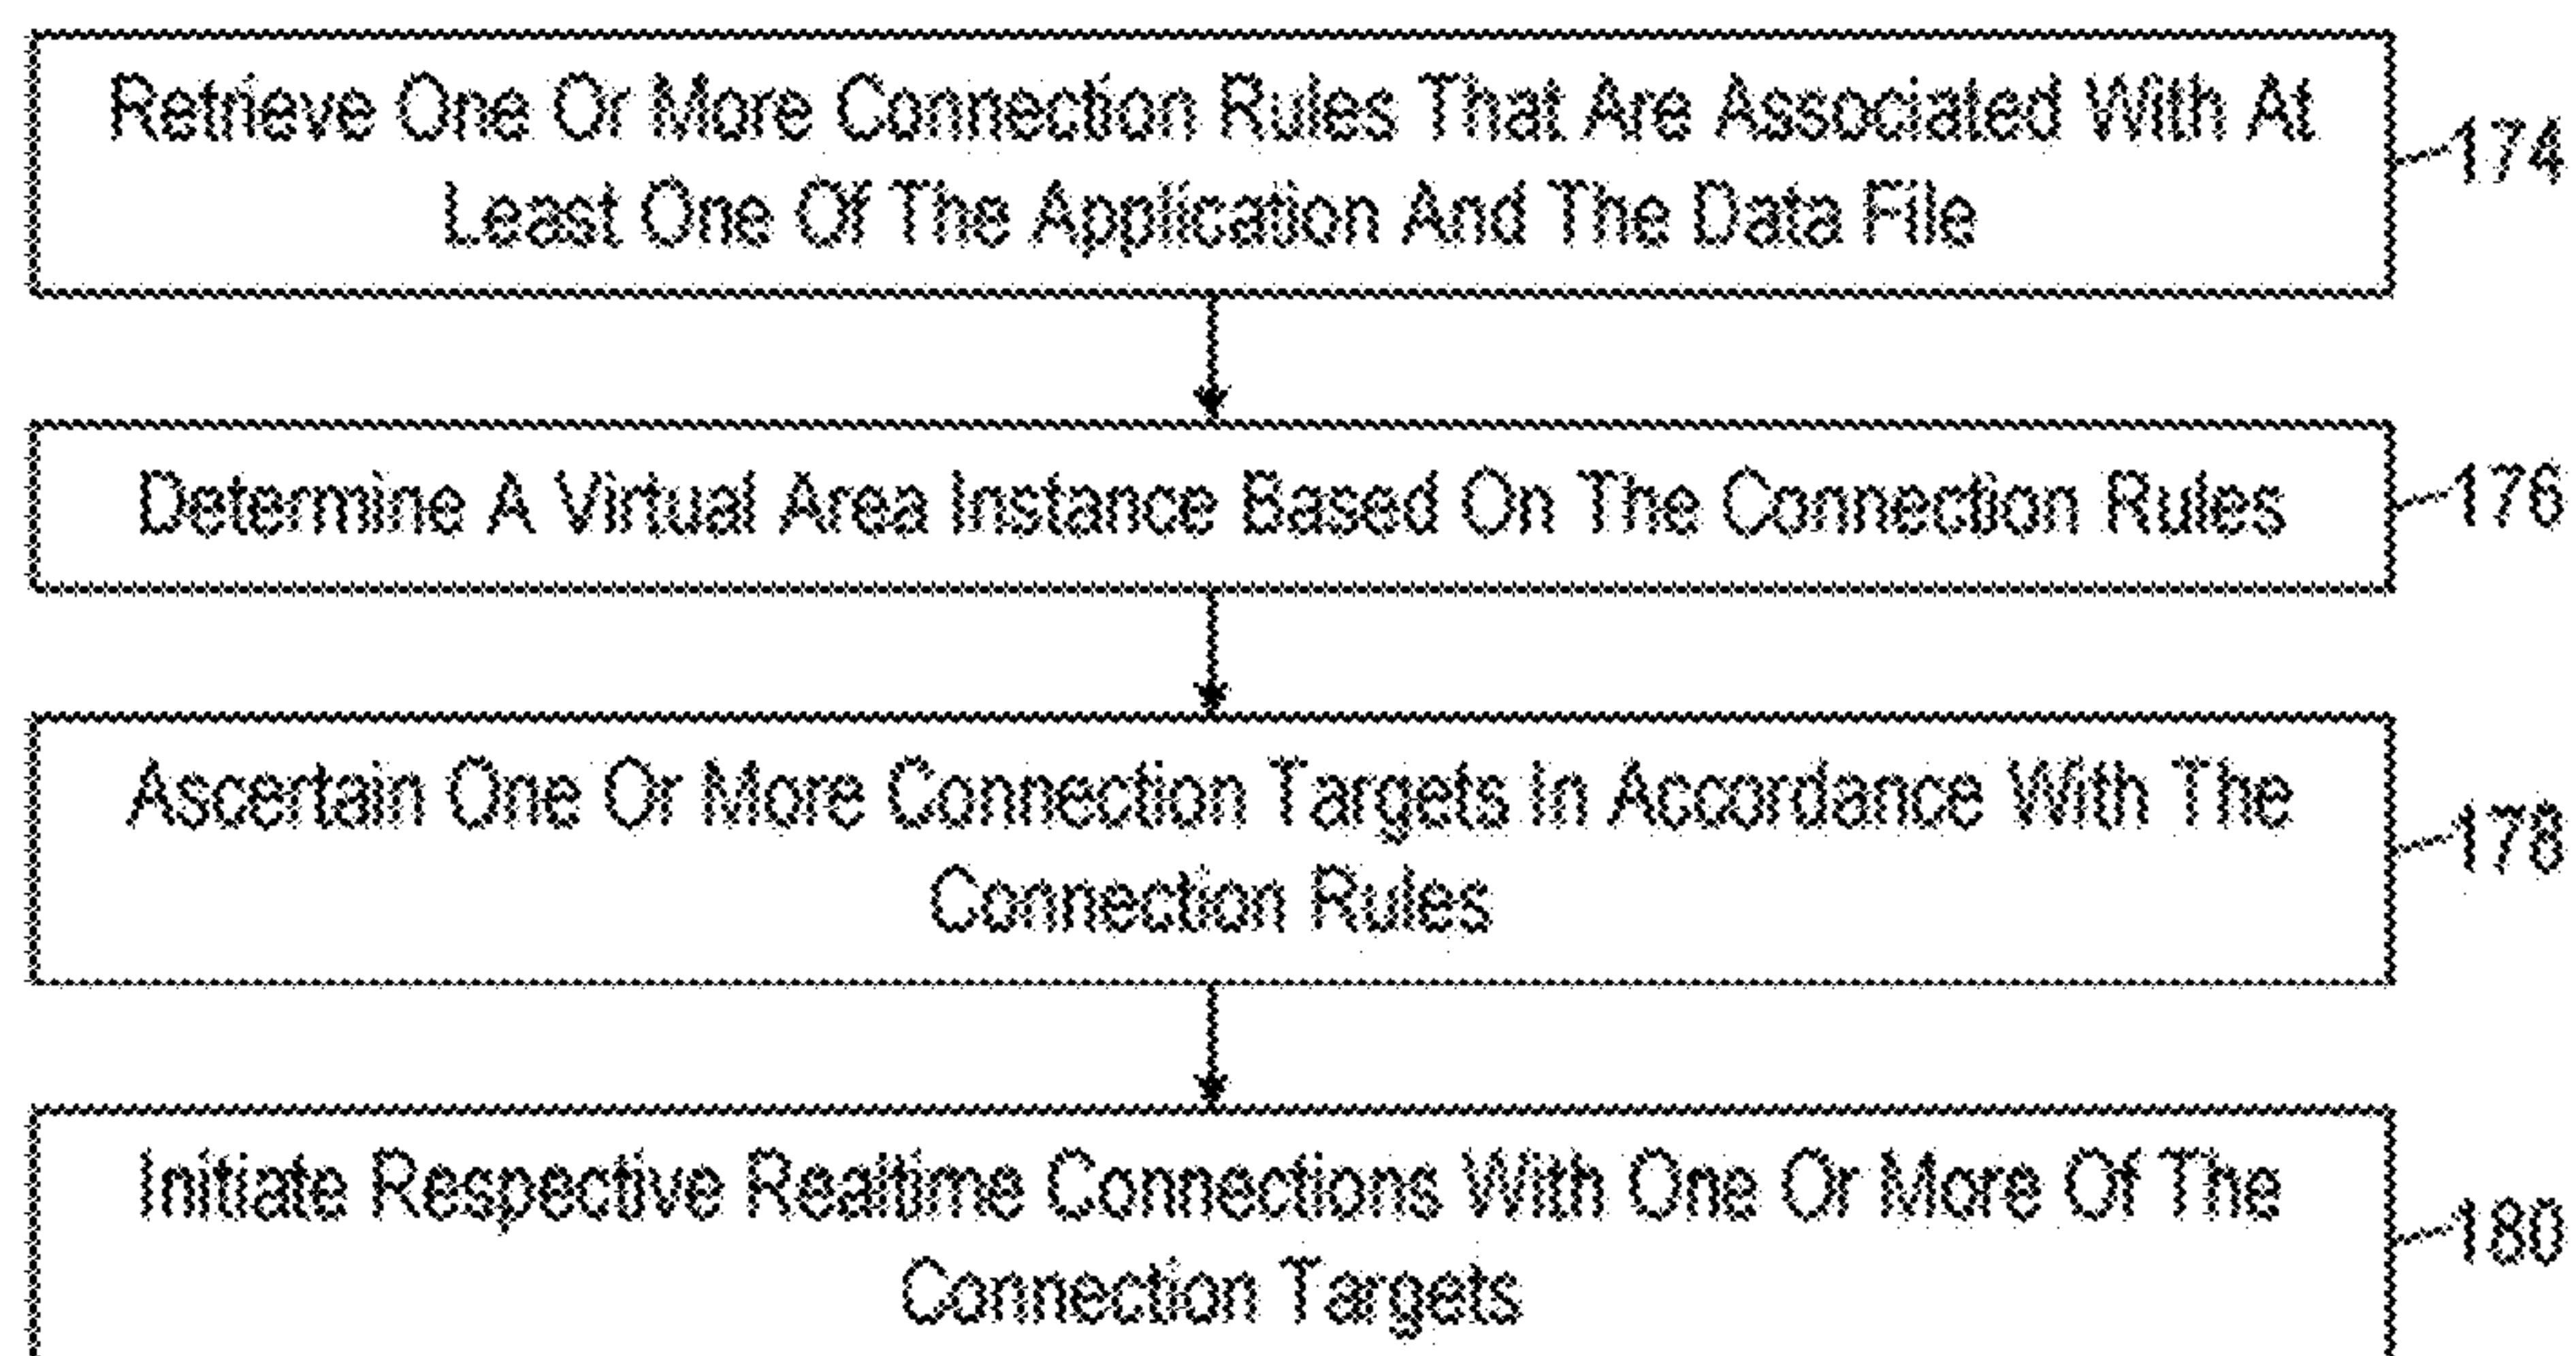 Retrieve One Or More Connection Rules That Are Associated With At
Least One Of The Application And The Data File
174
Determine A Virtual Area Instance Based On The Connection Rules
176
Ascertain One Or More Connection Targets In Accordance With The
Connection Rules
178
Initiate Respective Realtime Connections With One Or More Of The
Connection Targets
180